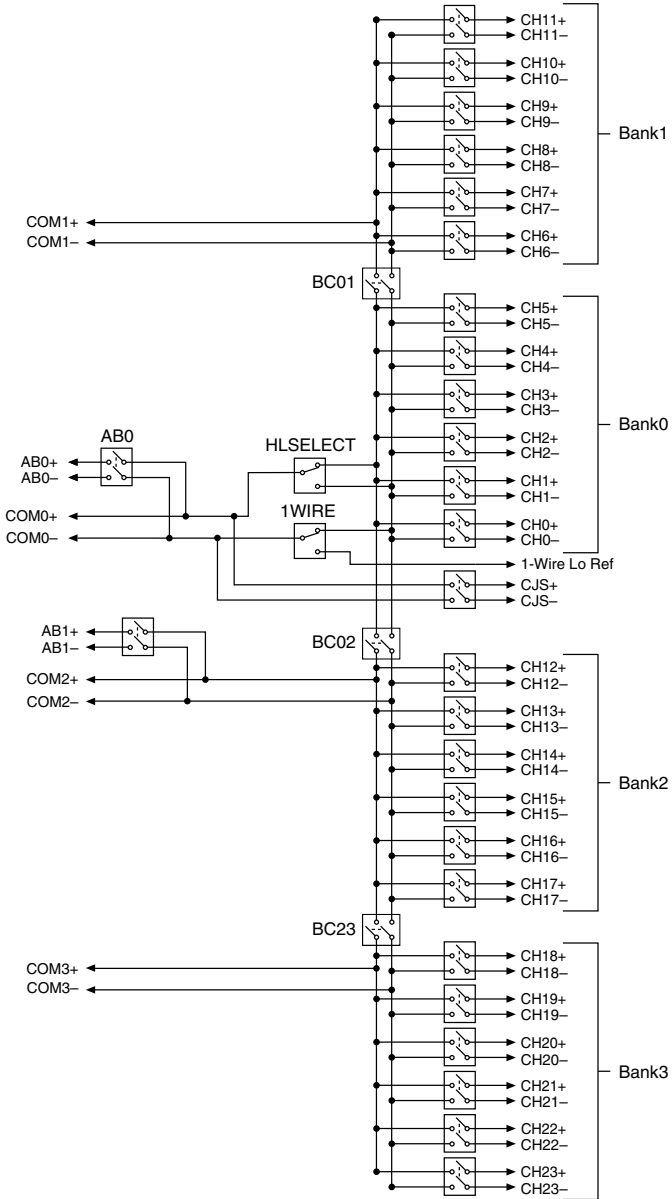 CH11+
CH11–
CH10+
CH10–
CH9+
CH9–
Bank1
CH8+
CH8–
CH7+
CH7–
COM1+
CH6+
COM1–
CH6–
BC01
CH5+
CH5–
CH4+
CH4–
CH3+
CH3–
Bank0
AB0
HLSELECT
CH2+
CH2–
AB0+
AB0–
CH1+
CH1–
COM0+
1WIRE
CH0+
COM0–
CH0–
1-Wire Lo Ref
CJS+
CJS–
AB1+
AB1–
BC02
CH12+
COM2+
CH12–
COM2–
CH13+
CH13–
CH14+
CH14–
Bank2
CH15+
CH15–
CH16+
CH16–
CH17+
CH17–
BC23
CH18+
COM3+
CH18–
COM3–
CH19+
CH19–
CH20+
CH20–
Bank3
CH21+
CH21–
CH22+
CH22–
CH23+
CH23–